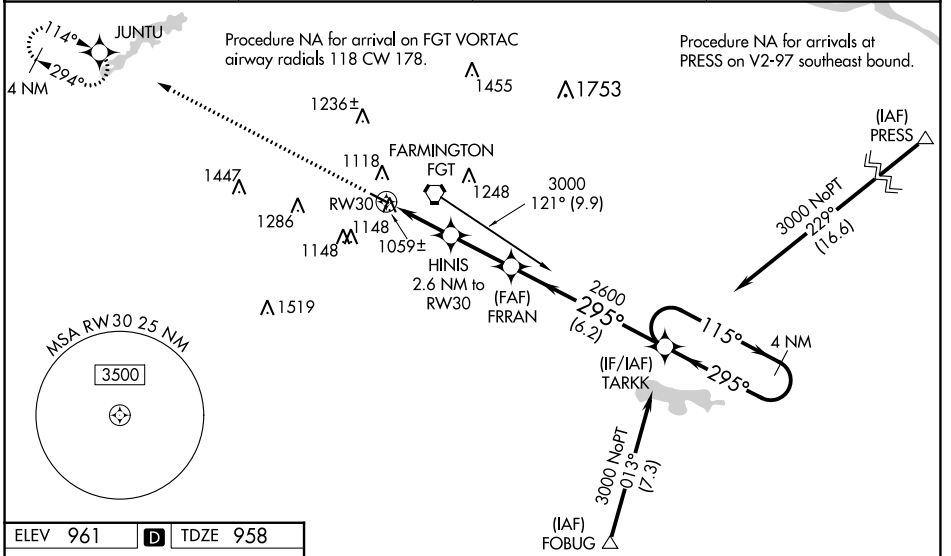 JUNTU
114°
294°
4 NM
Procedure NA for arrival on FGT VORTAC
airway radials 118 CW 178.
Procedure NA for arrivals at
PRESS on V2-97 southeast bound.
1455
1753
1236±
(IAF)
PRESS
FARMINGTON
FGT
1118
1447
1248
3000
121° (9.9)
3000 NoPT
229°
(16.6)
RW30
1286
1148
1148
1059±
HINIS
2.6 NM to
RW30
(FAF)
FRRAN
2600
295°
(6.2)
1519
115°
4 NM
295°
(IF/IAF)
TARKK
MSA RW30 25 NM
3500
3000 NoPT
013°
(7.3)
(IAF)
FOBUG
ELEV 961 D TDZE 958